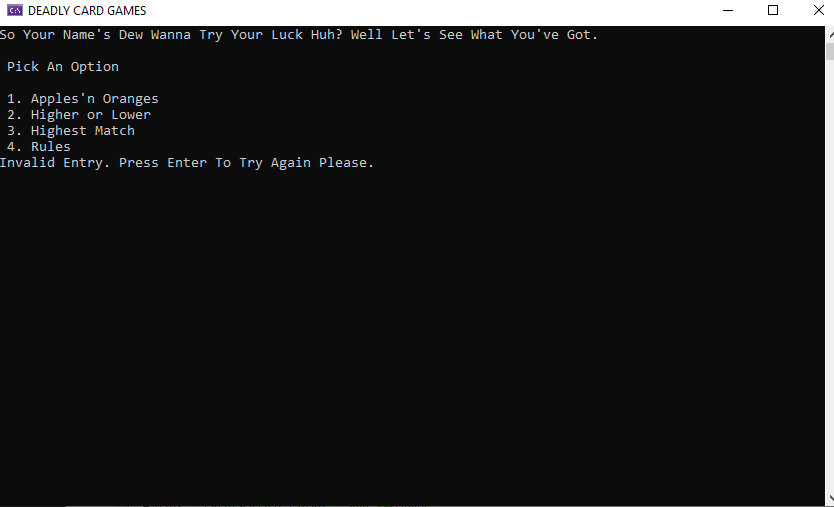 DEADLY CARD GAMES
So Your Name's Dew Wanna Try Your Luck Huh? Well Let's See What You've Got.
Pick An Option
1. Apples'n Oranges
2. Higher or Lower
3. Highest Match
4. Rules
Invalid Entry. Press Enter To Try Again Please.